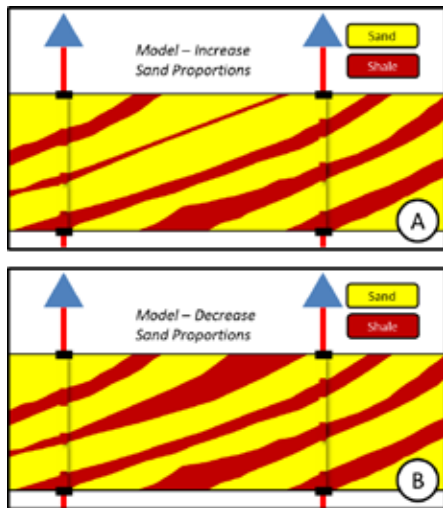 Model – Increase
Sand Proportions
Sand
Shale
A
Model – Decrease
Sand Proportions
Sand
Shale
B